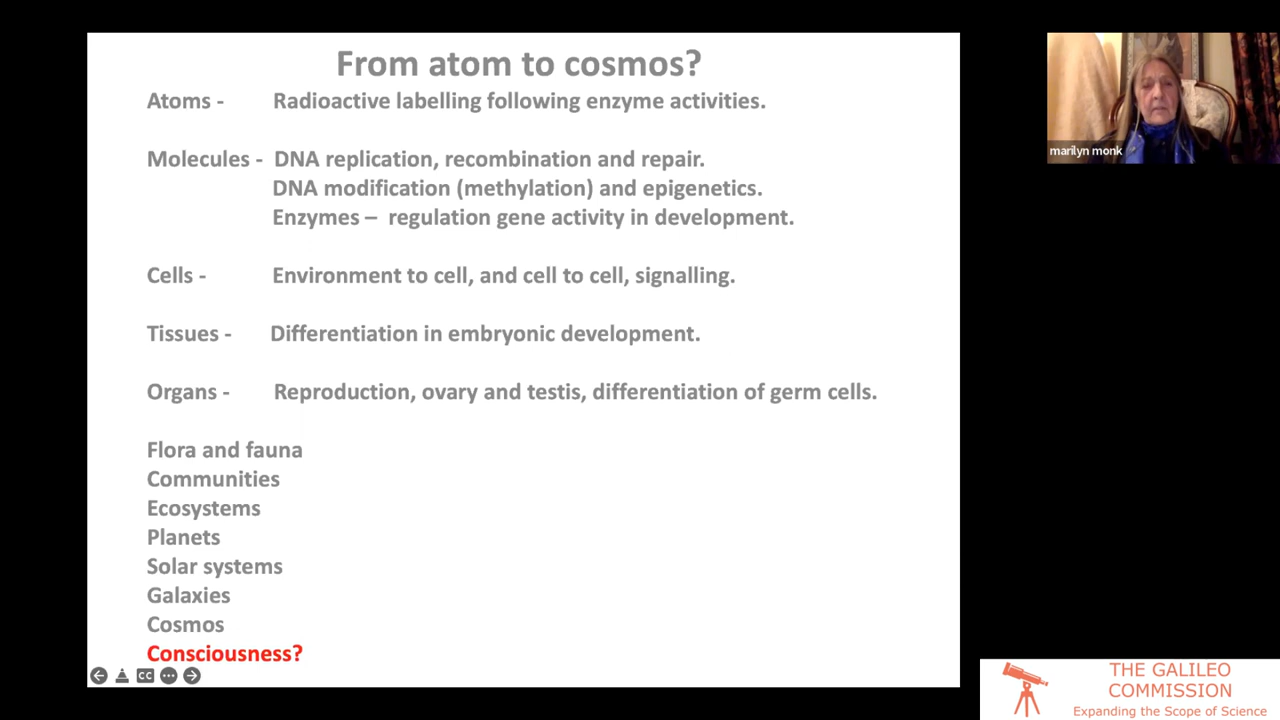 From atom to cosmos?
Atoms - Radioactive labelling following enzyme activities.
Molecules - DNA replication, recombination and repair.
DNA modification (methylation) and epigenetics.
Enzymes – regulation gene activity in development.
Cells - Environment to cell, and cell to cell, signalling.
Tissues - Differentiation in embryonic development.
Organs - Reproduction, ovary and testis, differentiation of germ cells.
Flora and fauna
Communities
Ecosystems
Planets
Solar systems
Galaxies
Cosmos
Consciousness?
CC
marilyn monk
THE GALILEO
COMMISSION
Expanding the Scope of Science